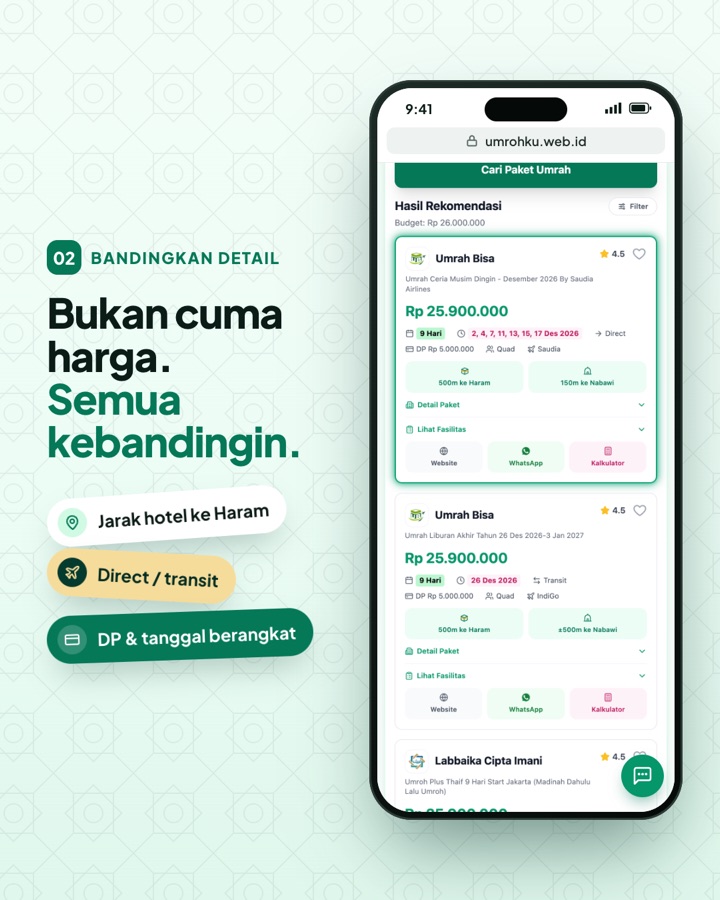 02 BANDINGKAN DETAIL
Bukan cuma
harga.
Semua
kebandingin.
Jarak hotel ke Haram
Direct / transit
DP & tanggal berangkat
9:41
umrohku.web.id
Cari Paket Umrah
Hasil Rekomendasi
Filter
Budget: Rp 26.000.000
Umrah Bisa
4.5
Umrah Ceria Musim Dingin - Desember 2026 By Saudia
Airlines
Rp 25.900.000
9 Hari 2, 4, 7, 11, 13, 15, 17 Des 2026 Direct
DP Rp 5.000.000 Quad Saudia
500m ke Haram 150m ke Nabawi
Detail Paket
Lihat Fasilitas
Website WhatsApp Kalkulator
Umrah Bisa
4.5
Umrah Liburan Akhir Tahun 26 Des 2026-3 Jan 2027
Rp 25.900.000
9 Hari 26 Des 2026 Transit
DP Rp 5.000.000 Quad IndiGo
500m ke Haram ±500m ke Nabawi
Detail Paket
Lihat Fasilitas
Website WhatsApp Kalkulator
Labbaika Cipta Imani
4.5
Umroh Plus Thaif 9 Hari Start Jakarta (Madinah Dahulu
Lalu Umroh)